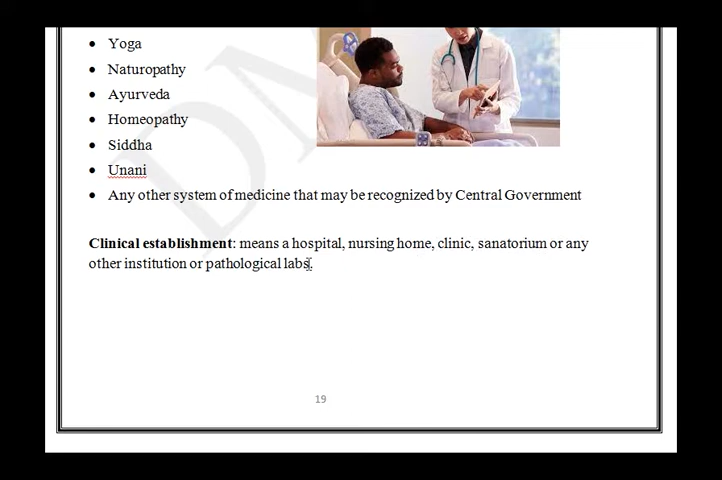 Yoga
Naturopathy
Ayurveda
Homeopathy
Siddha
Unani
Any other system of medicine that may be recognized by Central Government
Clinical establishment: means a hospital, nursing home, clinic, sanatorium or any
other institution or pathological labs.
19